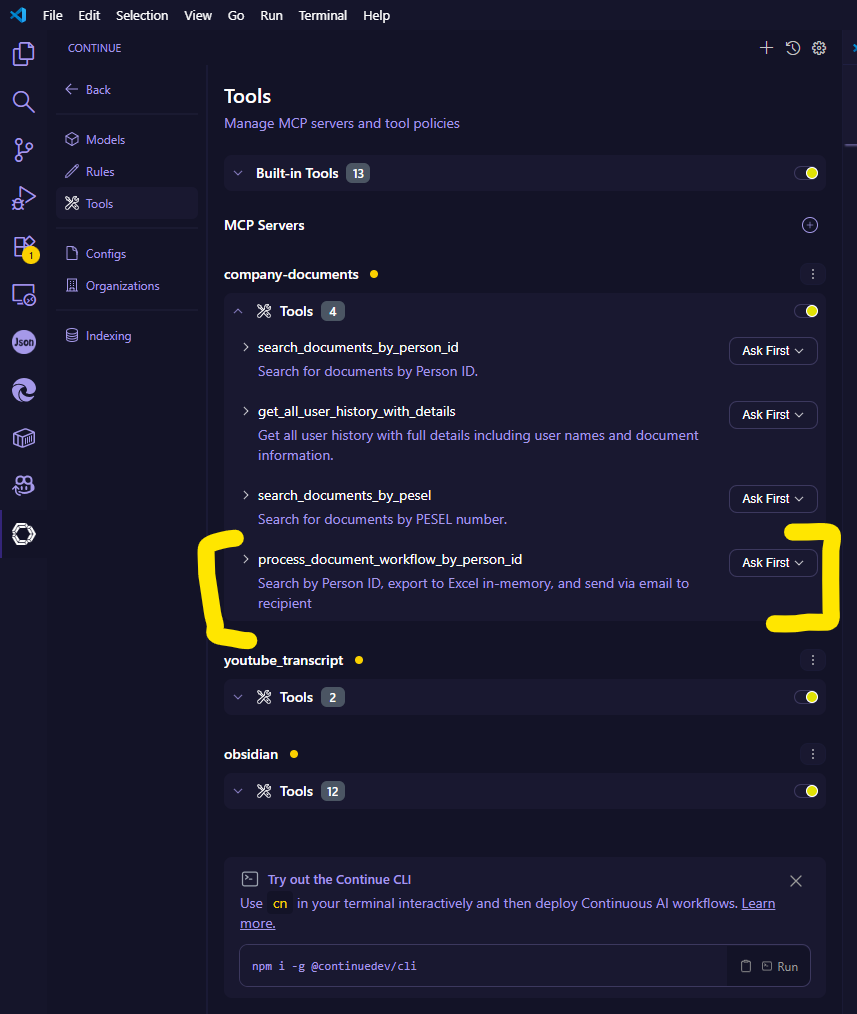 File Edit Selection View Go Run Terminal Help
CONTINUE
Back
Models
Rules
Tools
Configs
Organizations
Indexing
1
Json
Tools
Manage MCP servers and tool policies
Built-in Tools 13
MCP Servers
company-documents
Tools 4
search_documents_by_person_id Ask First
Search for documents by Person ID.
get_all_user_history_with_details Ask First
Get all user history with full details including user names and document
information.
search_documents_by_pesel Ask First
Search for documents by PESEL number.
process_document_workflow_by_person_id Ask First
Search by Person ID, export to Excel in-memory, and send via email to
recipient
youtube_transcript
Tools 2
obsidian
Tools 12
Try out the Continue CLI
Use cn in your terminal interactively and then deploy Continuous AI workflows. Learn
more.
npm i -g @continuedev/cli Run